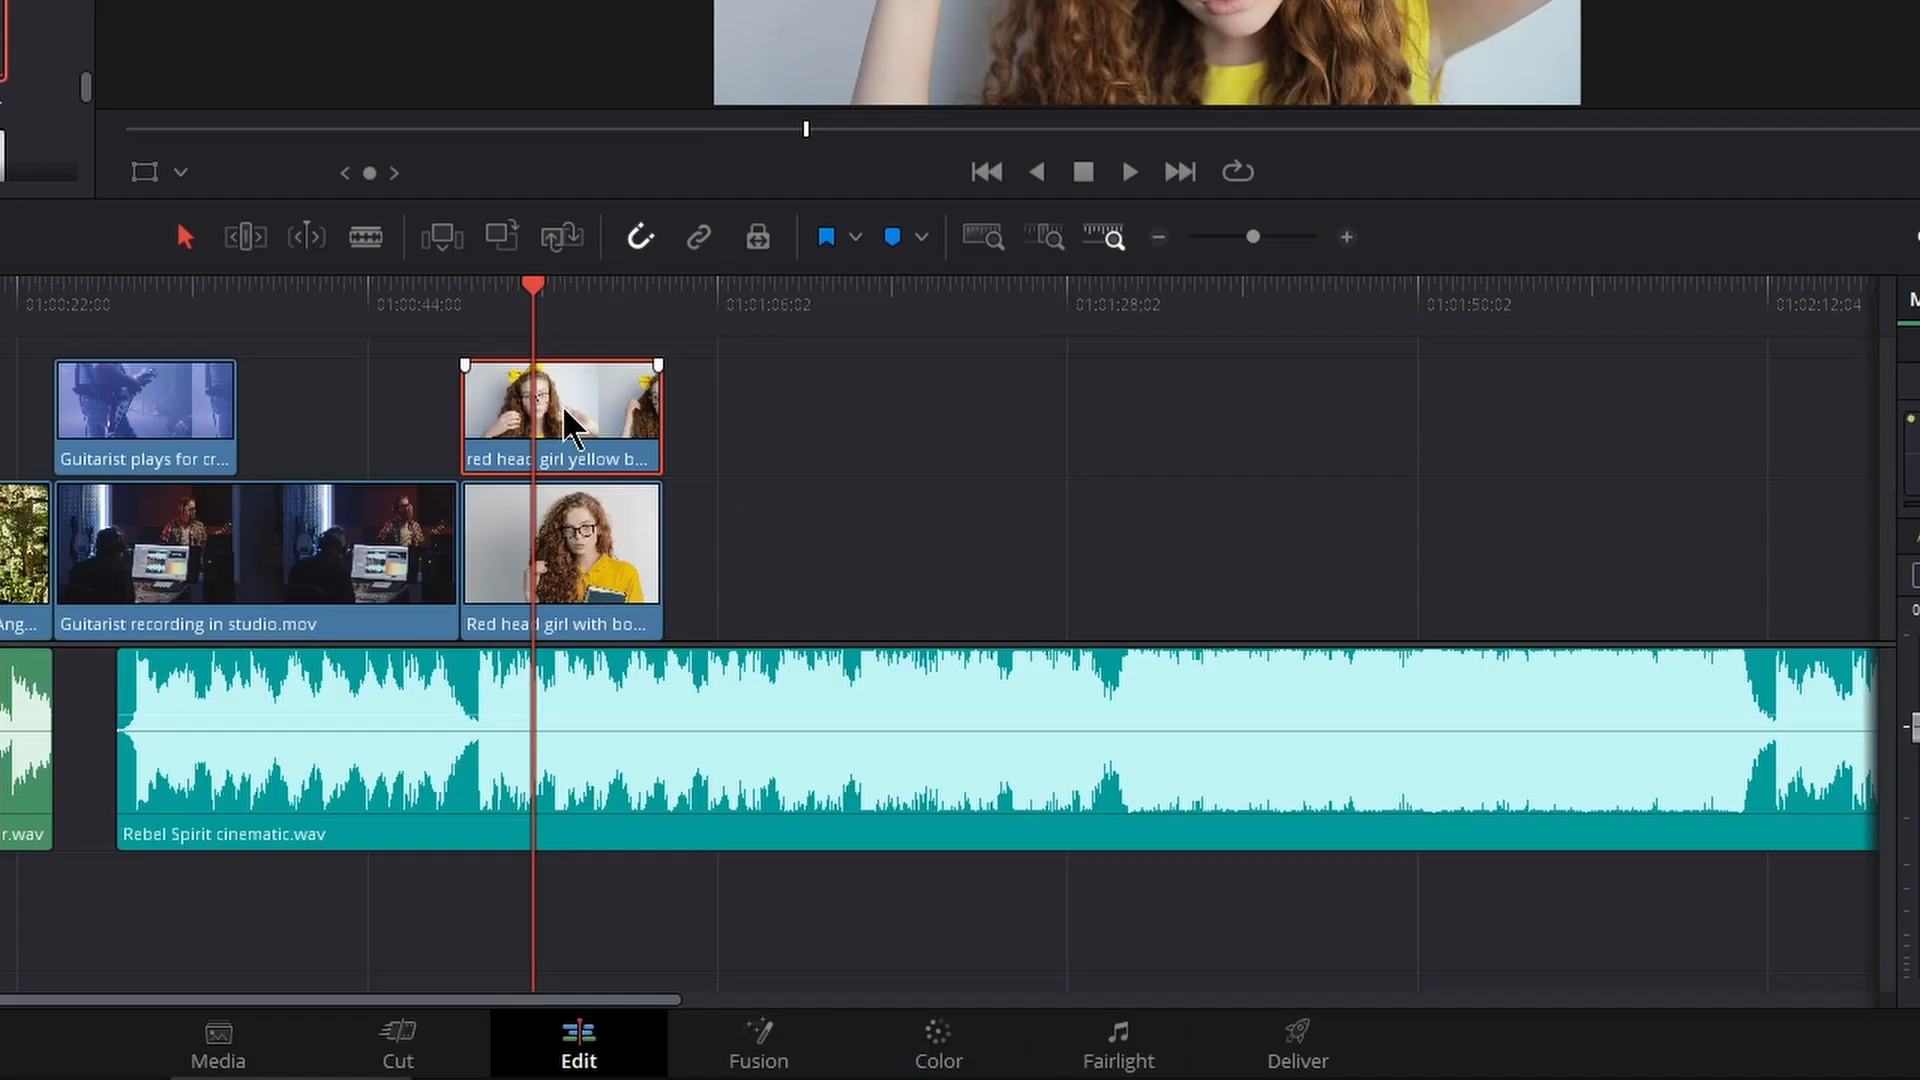 01:00:22:00
01:00:44:00
01:01:06:02
01:01:28:02
01:01:50:02
01:02:12:04
Guitarist plays for cr...
red head girl yellow b...
Ang...
Guitarist recording in studio.mov
Red head girl with bo...
r.wav
Rebel Spirit cinematic.wav
Media
Cut
Edit
Fusion
Color
Fairlight
Deliver